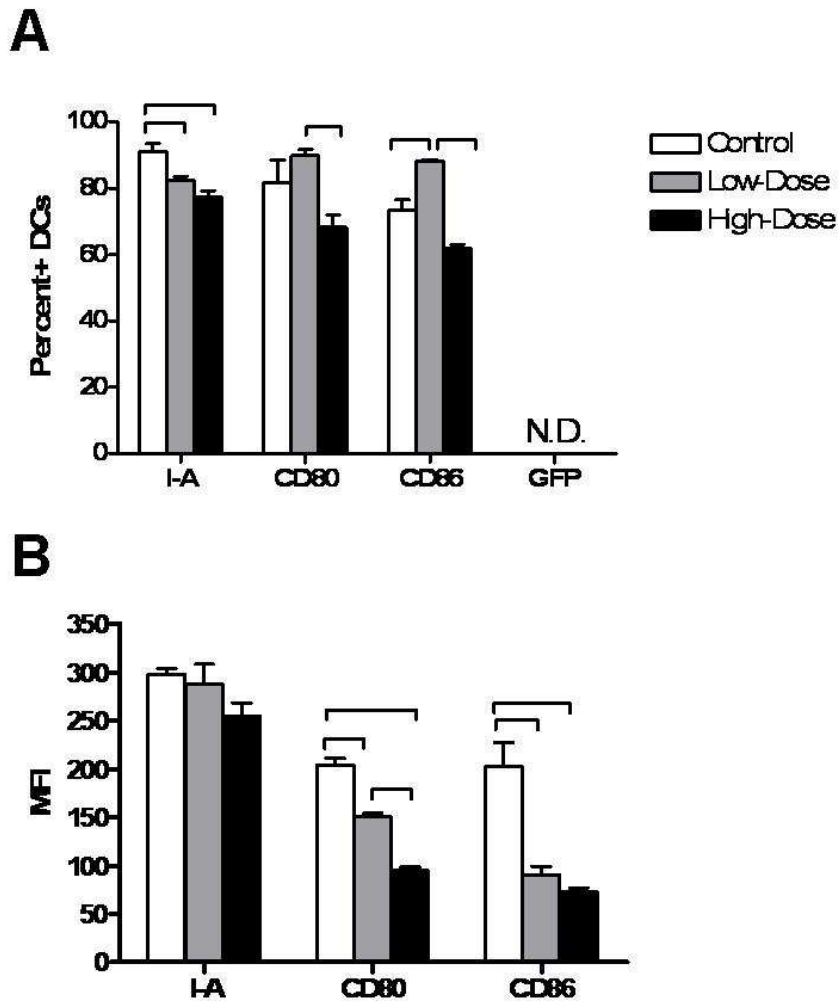 A
100
80
60
40
20
0
Percent+ DCs
I-A CD80 CD86 GFP
N.D.
Control
Low-Dose
High-Dose
B
350
300
250
200
150
100
50
0
MFI
I-A CD80 CD86